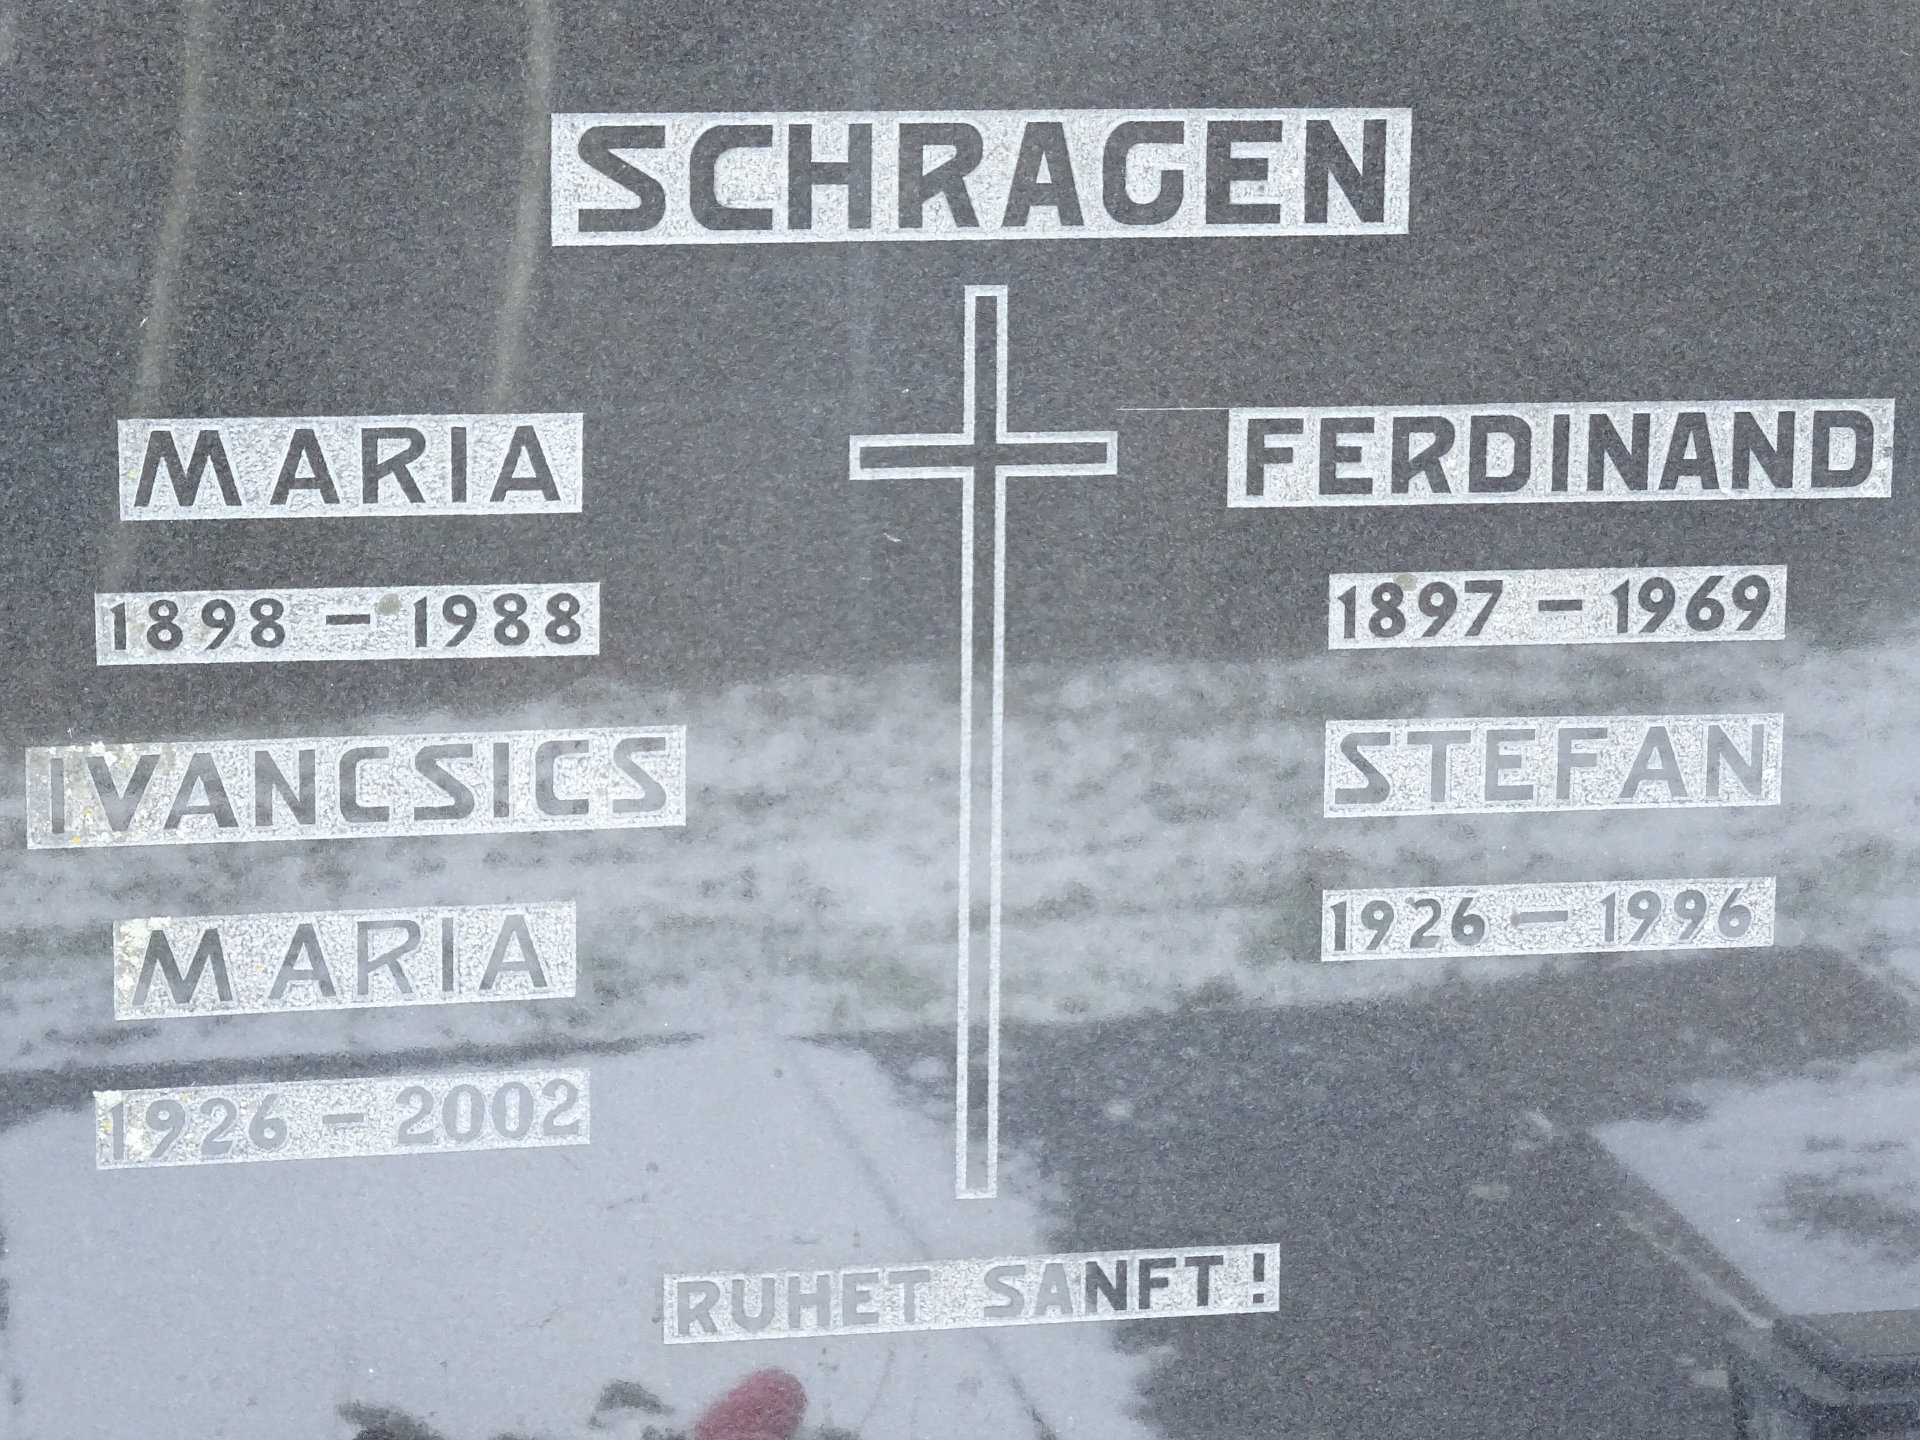 SCHRAGEN
MARIA
FERDINAND
1898 – 1988
1897 – 1969
IVANCSICS
STEFAN
MARIA
1926 – 1996
1926 – 2002
RUHET SANFT!